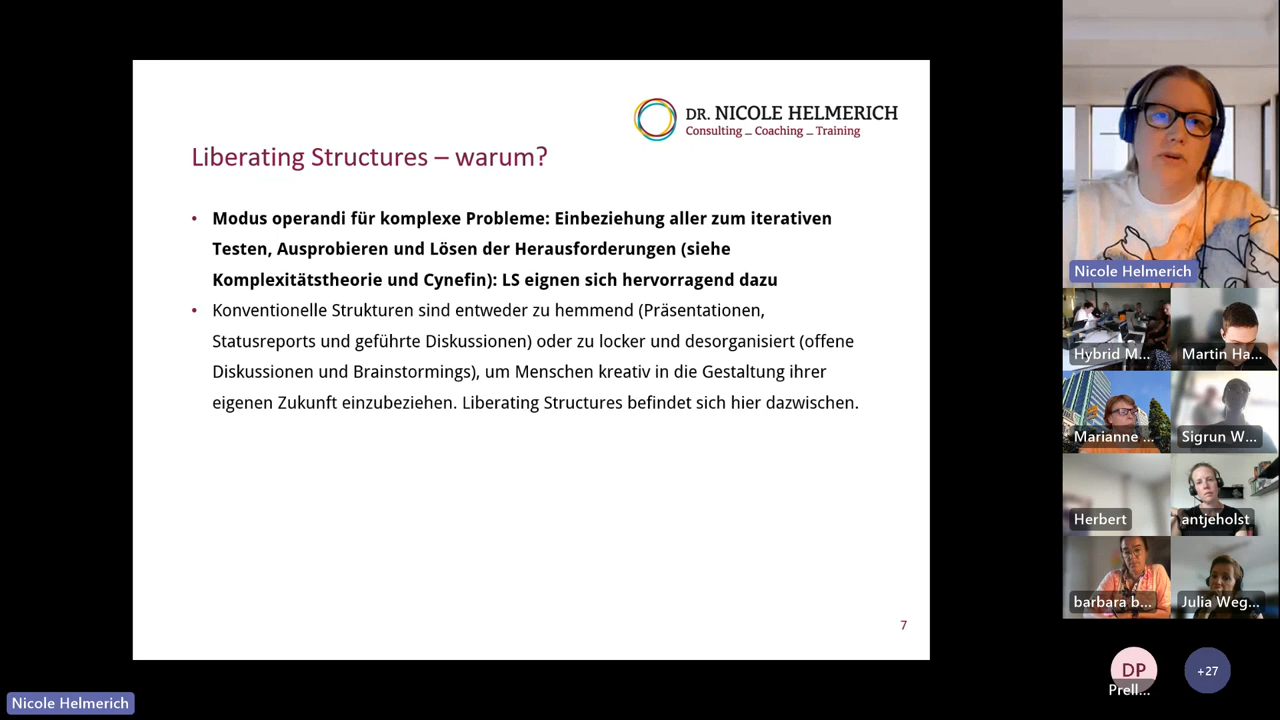 DR. NICOLE HELMERICH
Consulting _ Coaching _ Training
Liberating Structures – warum?
• Modus operandi für komplexe Probleme: Einbeziehung aller zum iterativen
Testen, Ausprobieren und Lösen der Herausforderungen (siehe
Komplexitätstheorie und Cynefin): LS eignen sich hervorragend dazu
• Konventionelle Strukturen sind entweder zu hemmend (Präsentationen,
Statusreports und geführte Diskussionen) oder zu locker und desorganisiert (offene
Diskussionen und Brainstormings), um Menschen kreativ in die Gestaltung ihrer
eigenen Zukunft einzubeziehen. Liberating Structures befindet sich hier dazwischen.
7
Nicole Helmerich
Nicole Helmerich
Hybrid M...
Martin Ha...
Marianne ...
Sigrun W...
Herbert
antjeholst
barbara b...
Julia Weg...
DP
Prell...
+27